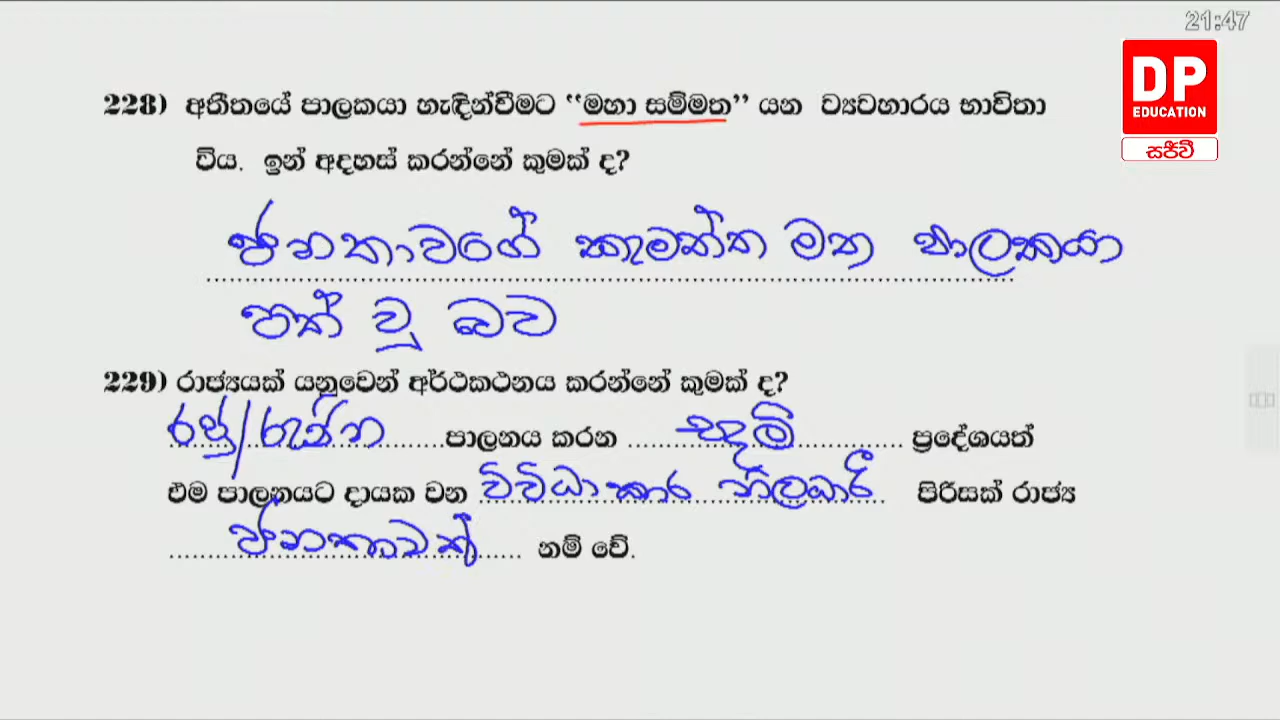 21:47
DP
EDUCATION
සජීවී
228) අතීතයේ පාලකයා හැඳින්වීමට “මහා සම්මත” යන ව්‍යවහාරය භාවිතා
විය. ඉන් අදහස් කරන්නේ කුමක් ද?
ජනතාවගේ කැමැත්ත මත පාලකයා
පත් වූ බව
229) රාජ්‍යයක් යනුවෙන් අර්ථකථනය කරන්නේ කුමක් ද?
රජු/රැජින ......... පාලනය කරන ......... ප්‍රදේශයත්
එම පාලනයට දායක වන විවිධාකාර නිලධාරී පිරිසක් රාජ්‍ය
ජනතාවක් ......... නම් වේ.